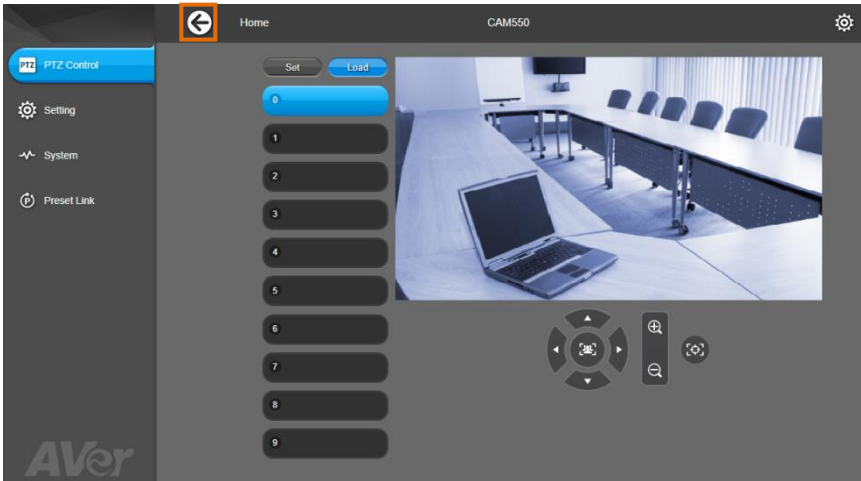 Home
CAM550
PTZ PTZ Control
Setting
System
P Preset Link
Set
Load
0
1
2
3
4
5
6
7
8
9
AVer